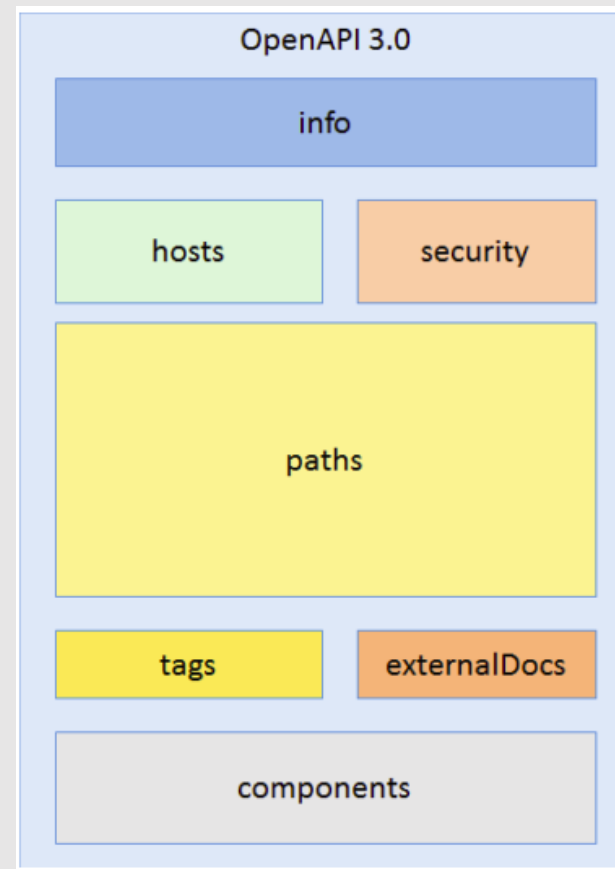 OpenAPI 3.0
info
hosts
security
paths
tags
externalDocs
components